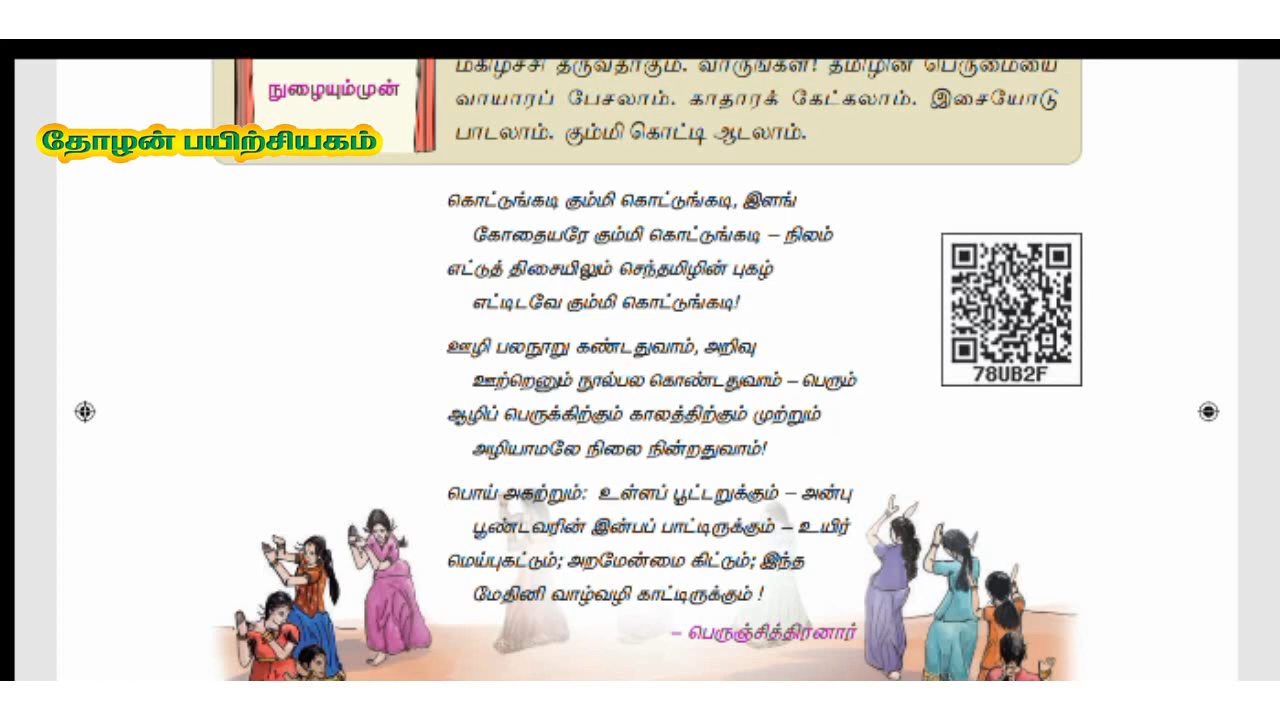 மகிழ்ச்சி தருவதாகும். வாருங்கள்! தமிழின் பெருமையை
நுழையும்முன்
வாயாரப் பேசலாம். காதாரக் கேட்கலாம். இசையோடு
பாடலாம். கும்மி கொட்டி ஆடலாம்.
தோழன் பயிற்சியகம்
கொட்டுங்கடி கும்மி கொட்டுங்கடி, இளங்
கோதையரே கும்மி கொட்டுங்கடி – நிலம்
எட்டுத் திசையிலும் செந்தமிழின் புகழ்
எட்டிடவே கும்மி கொட்டுங்கடி!
ஊழி பலநூறு கண்டதுவாம், அறிவு
ஊற்றெனும் நூல்பல கொண்டதுவாம் – பெரும்
ஆழிப் பெருக்கிற்கும் காலத்திற்கும் முற்றும்
அழியாமலே நிலை நின்றதுவாம்!
பொய் அகற்றும்: உள்ளப் பூட்டறுக்கும் – அன்பு
பூண்டவரின் இன்பப் பாட்டிருக்கும் – உயிர்
மெய்புகட்டும்; அறமேன்மை கிட்டும்; இந்த
மேதினி வாழ்வழி காட்டிருக்கும் !
– பெருஞ்சித்திரனார்
78UB2F